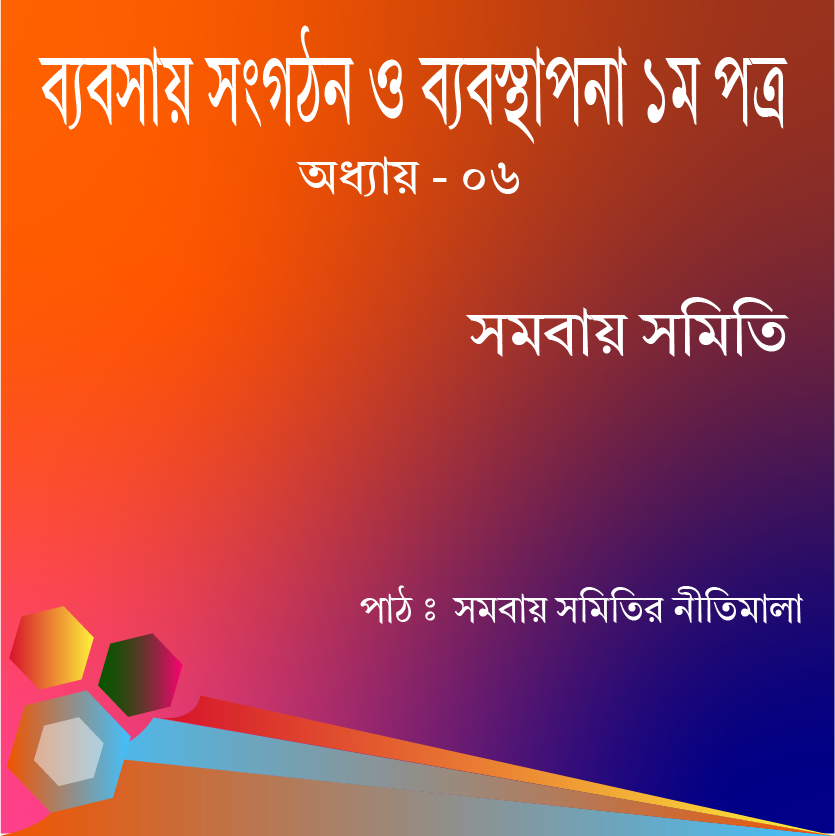 ব্যবসায় সংগঠন ও ব্যবস্থাপনা ১ম পত্র
অধ্যায় - ০৬
সমবায় সমিতি
পাঠ ঃ সমবায় সমিতির নীতিমালা